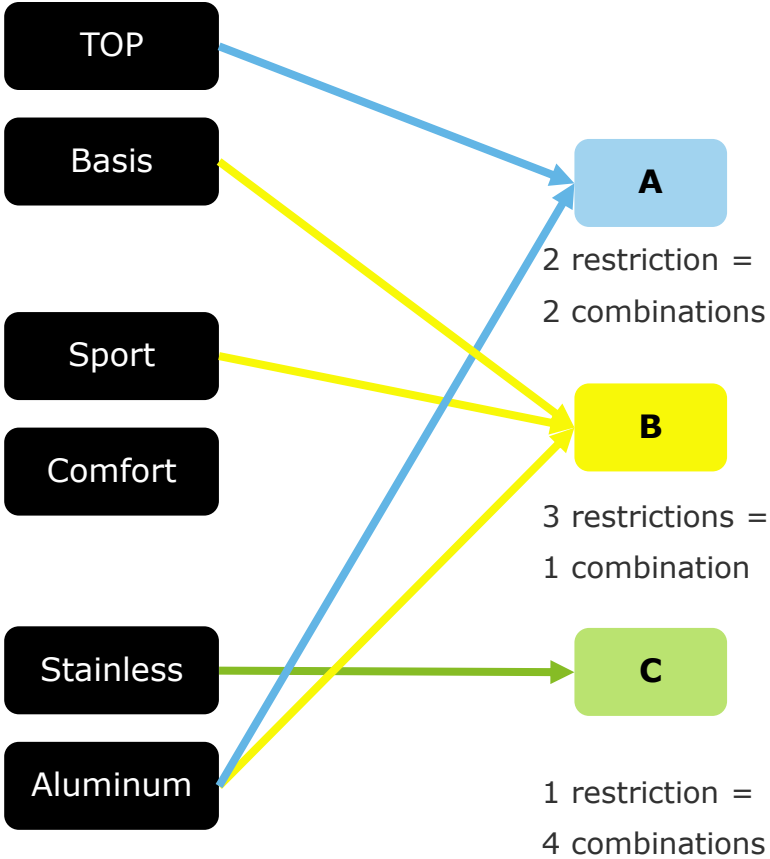 TOP
Basis
A
2 restriction =
2 combinations
Sport
B
Comfort
3 restrictions =
1 combination
Stainless
C
Aluminum
1 restriction =
4 combinations